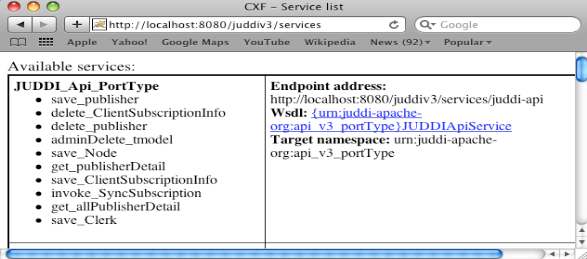 CXF – Service list
http://localhost:8080/juddiv3/services
Google
Apple Yahoo! Google Maps YouTube Wikipedia News (92)▾ Popular▾
Available services:
JUDDI_Api_PortType
• save_publisher
• delete_ClientSubscriptionInfo
• delete_publisher
• adminDelete_tmodel
• save_Node
• get_publisherDetail
• save_ClientSubscriptionInfo
• invoke_SyncSubscription
• get_allPublisherDetail
• save_Clerk
Endpoint address:
http://localhost:8080/juddiv3/services/juddi-api
Wsdl: {urn:juddi-apache-
org:api_v3_portType}JUDDIApiService
Target namespace: urn:juddi-apache-
org:api_v3_portType